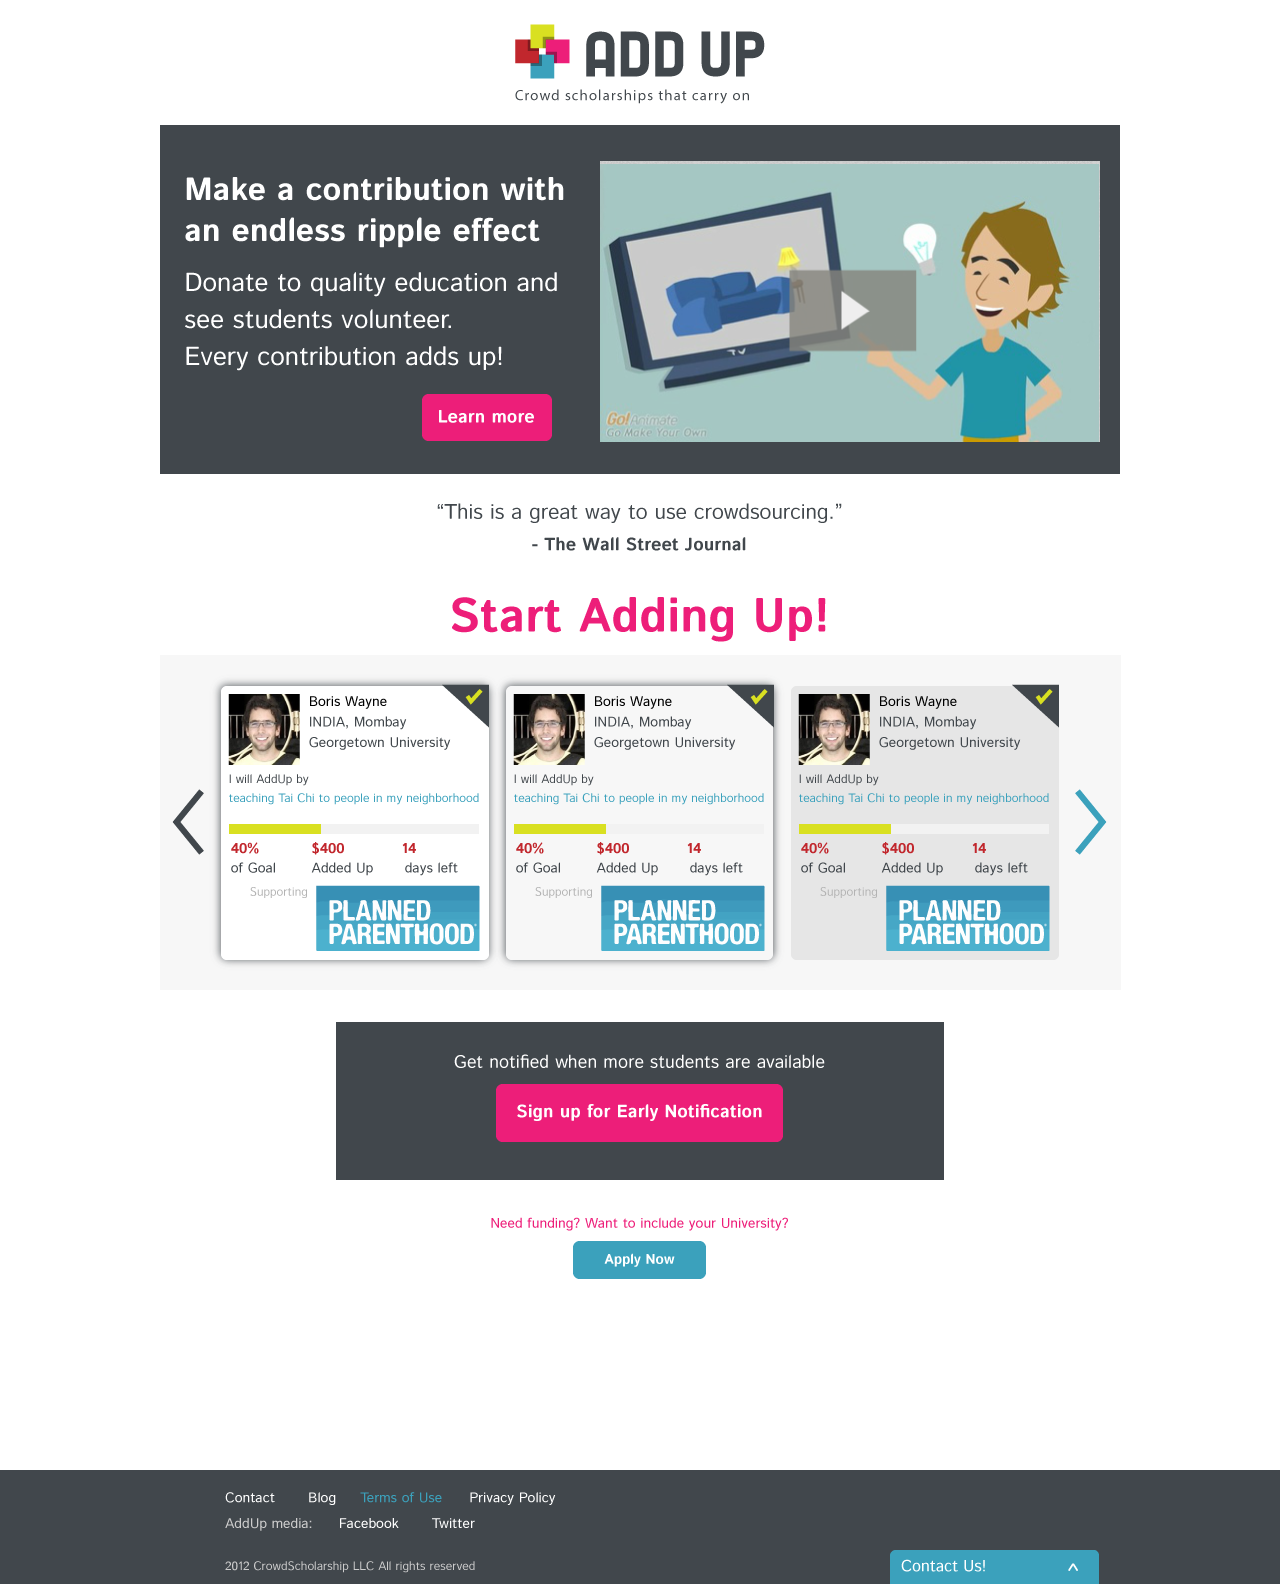 ADD UP
Crowd scholarships that carry on
Make a contribution with
an endless ripple effect
Donate to quality education and
see students volunteer.
Every contribution adds up!
Learn more
TV
Go!Animate
Go Make Your Own
“This is a great way to use crowdsourcing.”
- The Wall Street Journal
Start Adding Up!
Boris Wayne
INDIA, Mombay
Georgetown University
I will AddUp by
teaching Tai Chi to people in my neighborhood
40% $400 14
of Goal Added Up days left
Supporting
PLANNED
PARENTHOOD
Boris Wayne
INDIA, Mombay
Georgetown University
I will AddUp by
teaching Tai Chi to people in my neighborhood
40% $400 14
of Goal Added Up days left
Supporting
PLANNED
PARENTHOOD
Boris Wayne
INDIA, Mombay
Georgetown University
I will AddUp by
teaching Tai Chi to people in my neighborhood
40% $400 14
of Goal Added Up days left
Supporting
PLANNED
PARENTHOOD
Get notified when more students are available
Sign up for Early Notification
Need funding? Want to include your University?
Apply Now
Contact Blog Terms of Use Privacy Policy
AddUp media: Facebook Twitter
2012 CrowdScholarship LLC All rights reserved
Contact Us!